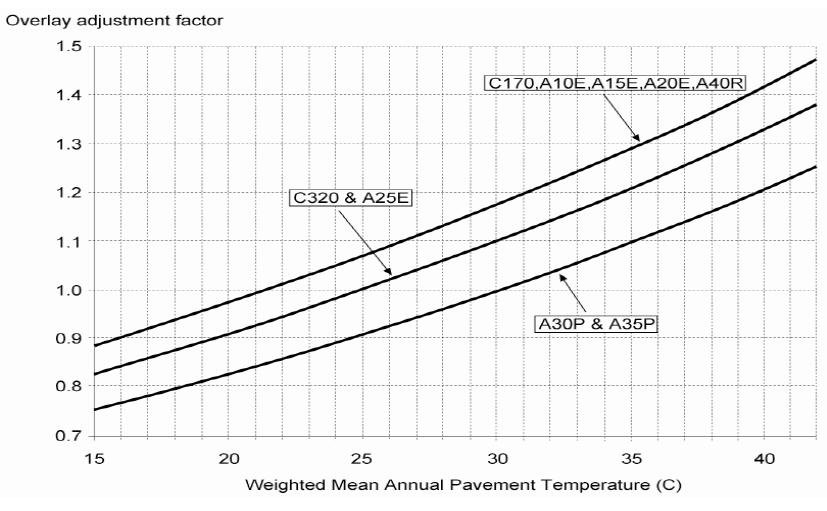 Overlay adjustment factor
1.5
1.4
C170,A10E,A15E,A20E,A40R
1.3
1.2
C320 & A25E
1.1
1.0
A30P & A35P
0.9
0.8
0.7
15 20 25 30 35 40
Weighted Mean Annual Pavement Temperature (C)